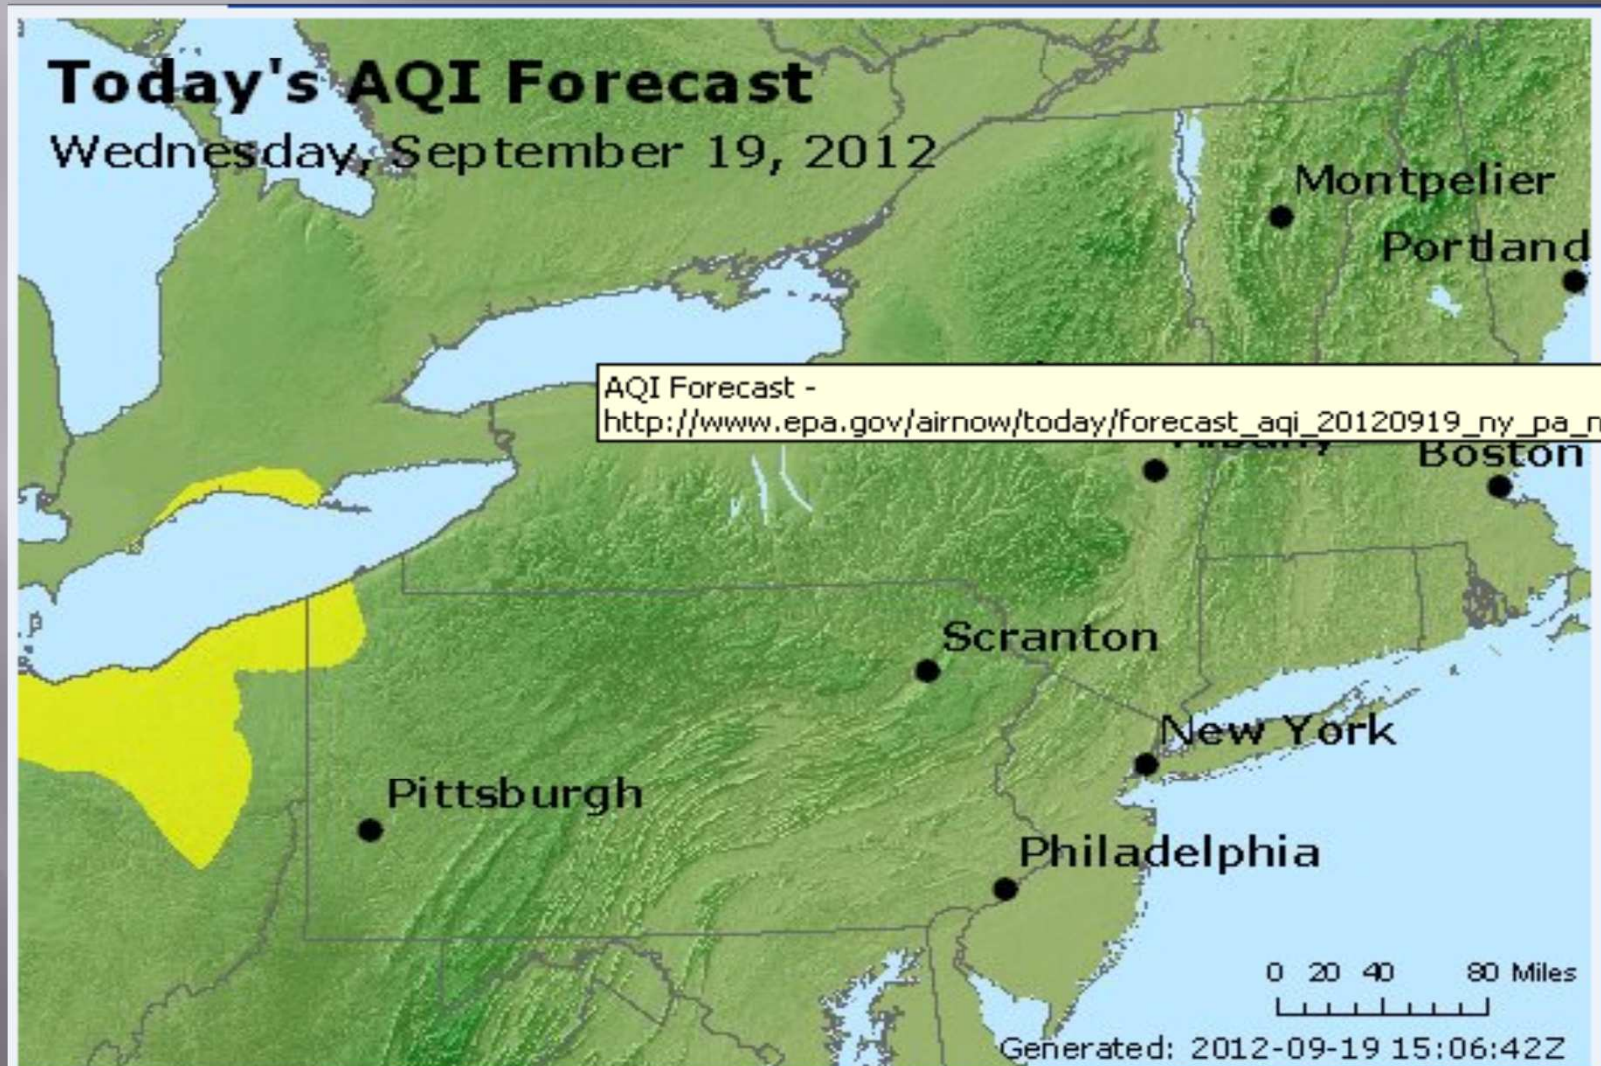 Today's AQI Forecast
Wednesday, September 19, 2012
Montpelier
Portland
AQI Forecast -
http://www.epa.gov/airnow/today/forecast_aqi_20120919_ny_pa_n
Boston
Scranton
New York
Pittsburgh
Philadelphia
0 20 40 80 Miles
Generated: 2012-09-19 15:06:42Z